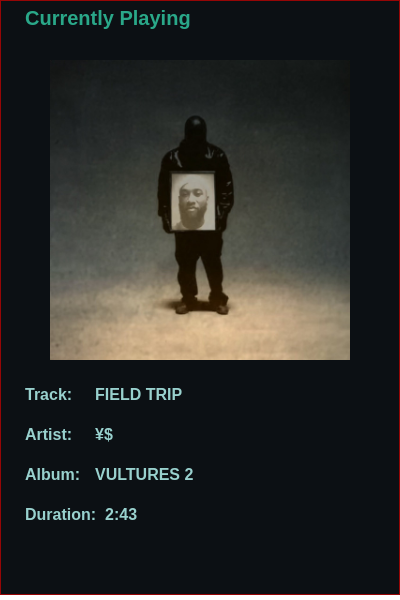 Currently Playing
Track: FIELD TRIP
Artist: ¥$
Album: VULTURES 2
Duration: 2:43